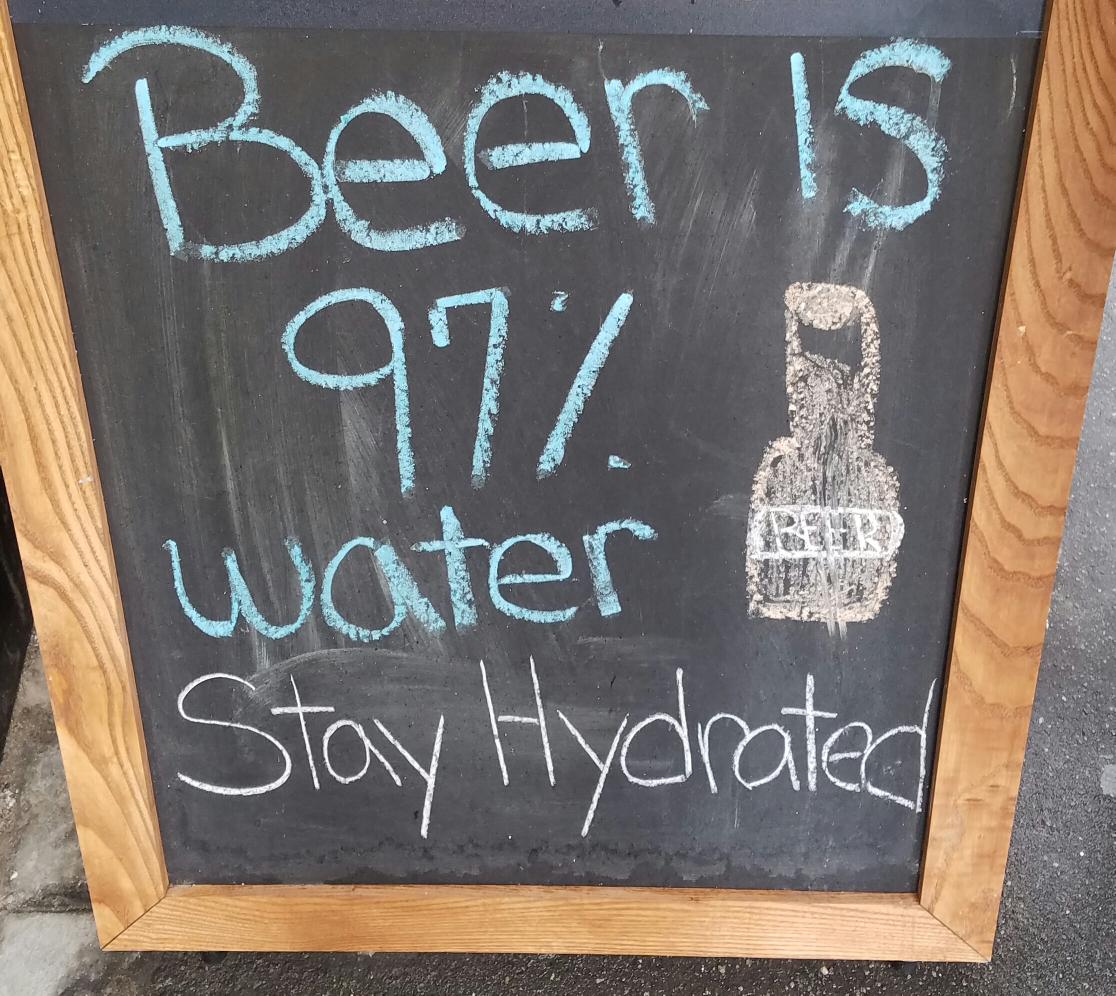 Beer is
97%
water
BEER
Stay Hydrated